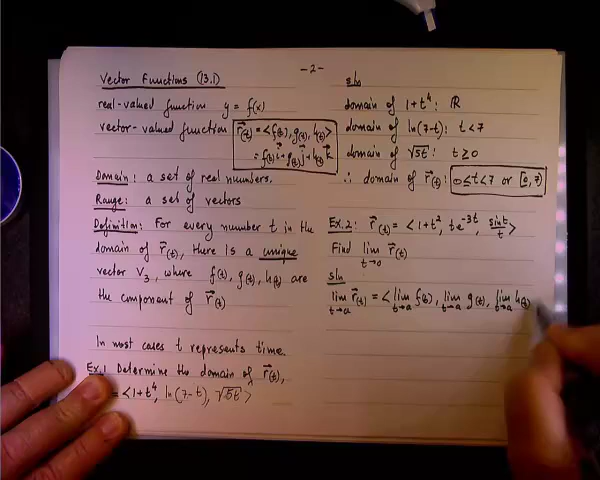 -2-
Vector Functions (13.1)
real-valued function y = f(x)
vector-valued function r⃗(t) = <f(t), g(t), h(t)>
= f(t) i⃗ + g(t) j⃗ + h(t) k⃗
Domain: a set of real numbers.
Range: a set of vectors
Definition: For every number t in the
domain of r⃗(t), there is a unique
vector V3, where f(t), g(t), h(t) are
the component of r⃗(t)
In most cases t represents time.
Ex.1 Determine the domain of r⃗(t),
= <1+t⁴, ln(7-t), √5t>
sln
domain of 1+t⁴: ℝ
domain of ln(7-t): t<7
domain of √5t: t≥0
∴ domain of r⃗(t): 0≤t<7 or [0,7)
Ex.2: r⃗(t) = <1+t², te^-3t, sint/t>
Find lim t→0 r⃗(t)
sln
lim t→a r⃗(t) = <lim t→a f(t), lim t→a g(t), lim t→a h(t)